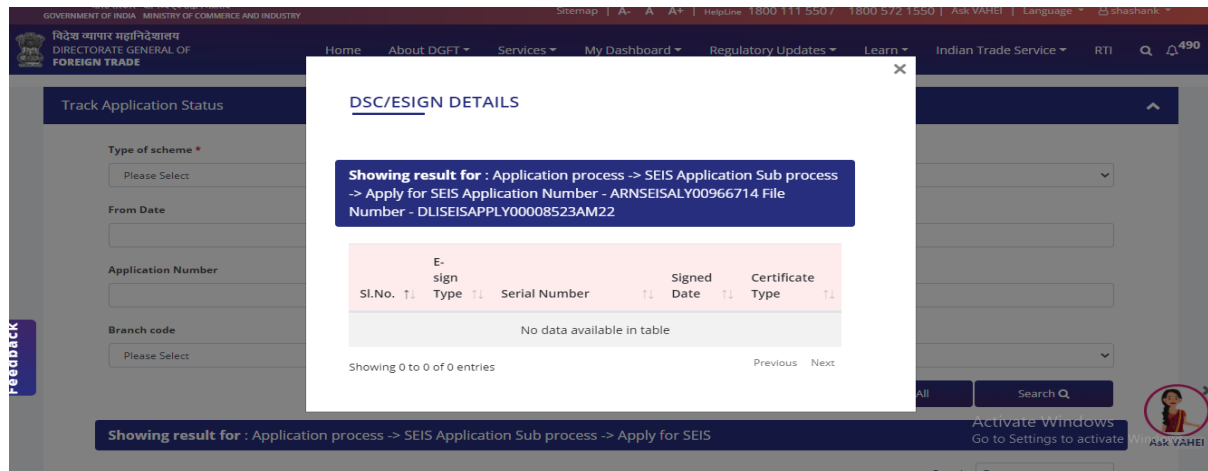 GOVERNMENT OF INDIA MINISTRY OF COMMERCE AND INDUSTRY
Sitemap | A- A A+ | HelpLine 1800 111 550 / 1800 572 1550 | Ask VAHEI | Language shashank
विदेश व्यापार महानिदेशालय
DIRECTORATE GENERAL OF
FOREIGN TRADE
Home About DGFT Services My Dashboard Regulatory Updates Learn Indian Trade Service RTI 490
×
Track Application Status
DSC/ESIGN DETAILS
Type of scheme *
Please Select
Showing result for : Application process -> SEIS Application Sub process
-> Apply for SEIS Application Number - ARNSEISALY00966714 File
Number - DLISEISAPPLY00008523AM22
From Date
Application Number
E-
sign
Signed Certificate
Sl.No. ↑↓ Type ↑↓ Serial Number ↑↓ Date ↑↓ Type ↑↓
No data available in table
Branch code
Please Select
Showing 0 to 0 of 0 entries
Previous Next
Feedback
All
Search
Activate Windows
Go to Settings to activate
Ask VAHEI
Showing result for : Application process -> SEIS Application Sub process -> Apply for SEIS